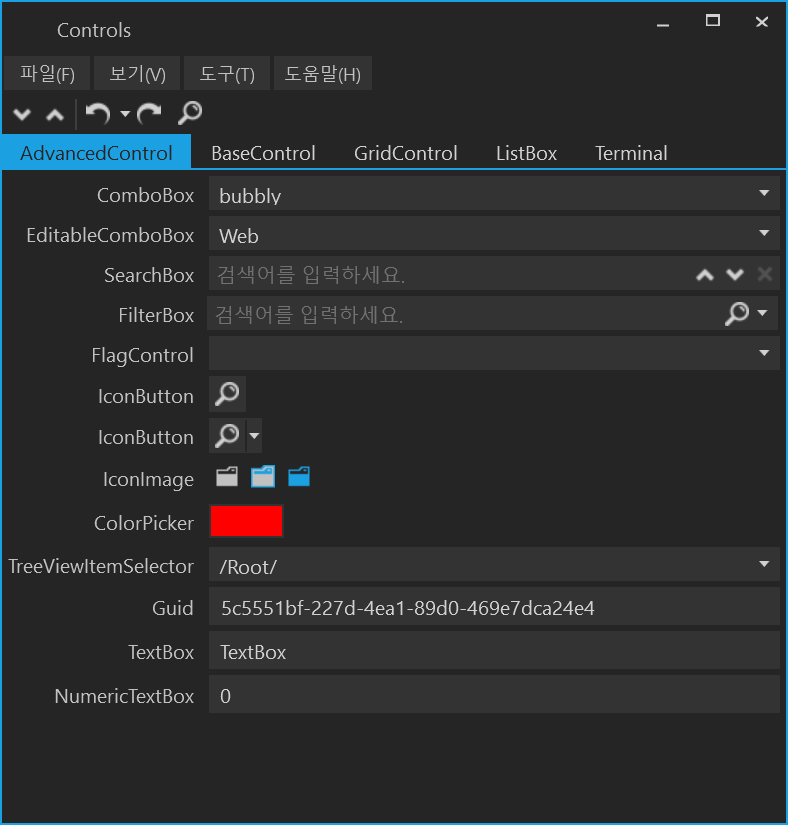 Controls
파일(F) 보기(V) 도구(T) 도움말(H)
AdvancedControl BaseControl GridControl ListBox Terminal
ComboBox bubbly
EditableComboBox Web
SearchBox 검색어를 입력하세요.
FilterBox 검색어를 입력하세요.
FlagControl
IconButton
IconButton
IconImage
ColorPicker
TreeViewItemSelector /Root/
Guid 5c5551bf-227d-4ea1-89d0-469e7dca24e4
TextBox TextBox
NumericTextBox 0